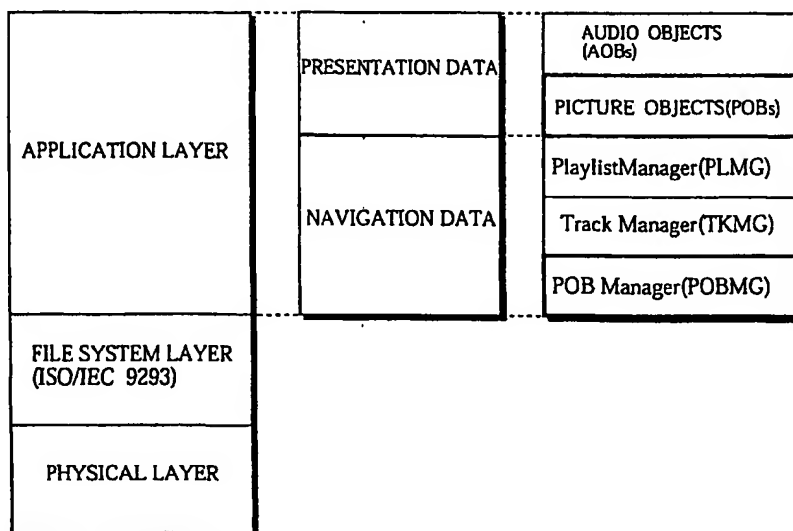 APPLICATION LAYER
FILE SYSTEM LAYER
(ISO/IEC 9293)
PHYSICAL LAYER
PRESENTATION DATA
NAVIGATION DATA
AUDIO OBJECTS
(AOBs)
PICTURE OBJECTS(POBs)
PlaylistManager(PLMG)
Track Manager(TKMG)
POB Manager(POBMG)